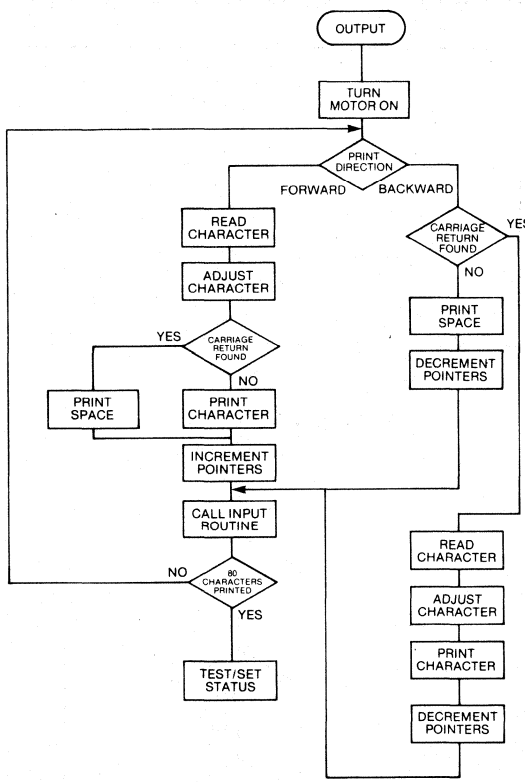 OUTPUT
TURN
MOTOR ON
PRINT
DIRECTION
FORWARD
BACKWARD
READ
CHARACTER
ADJUST
CHARACTER
YES
CARRIAGE
RETURN
FOUND
NO
PRINT
SPACE
PRINT
CHARACTER
INCREMENT
POINTERS
CALL INPUT
ROUTINE
NO
80
CHARACTERS
PRINTED
YES
TEST/SET
STATUS
CARRIAGE
RETURN
FOUND
YES
NO
PRINT
SPACE
DECREMENT
POINTERS
READ
CHARACTER
ADJUST
CHARACTER
PRINT
CHARACTER
DECREMENT
POINTERS